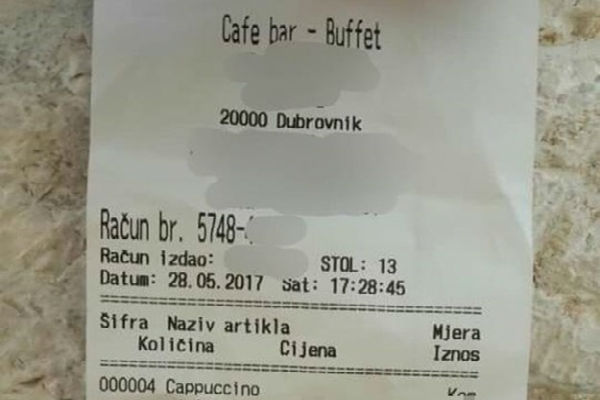 Cafe bar - Buffet
20000 Dubrovnik
Račun br. 5748-
Račun izdao: STOL: 13
Datum: 28.05.2017 Sat: 17:28:45
Šifra Naziv artikla Mjera
Količina Cijena Iznos
000004 Cappuccino